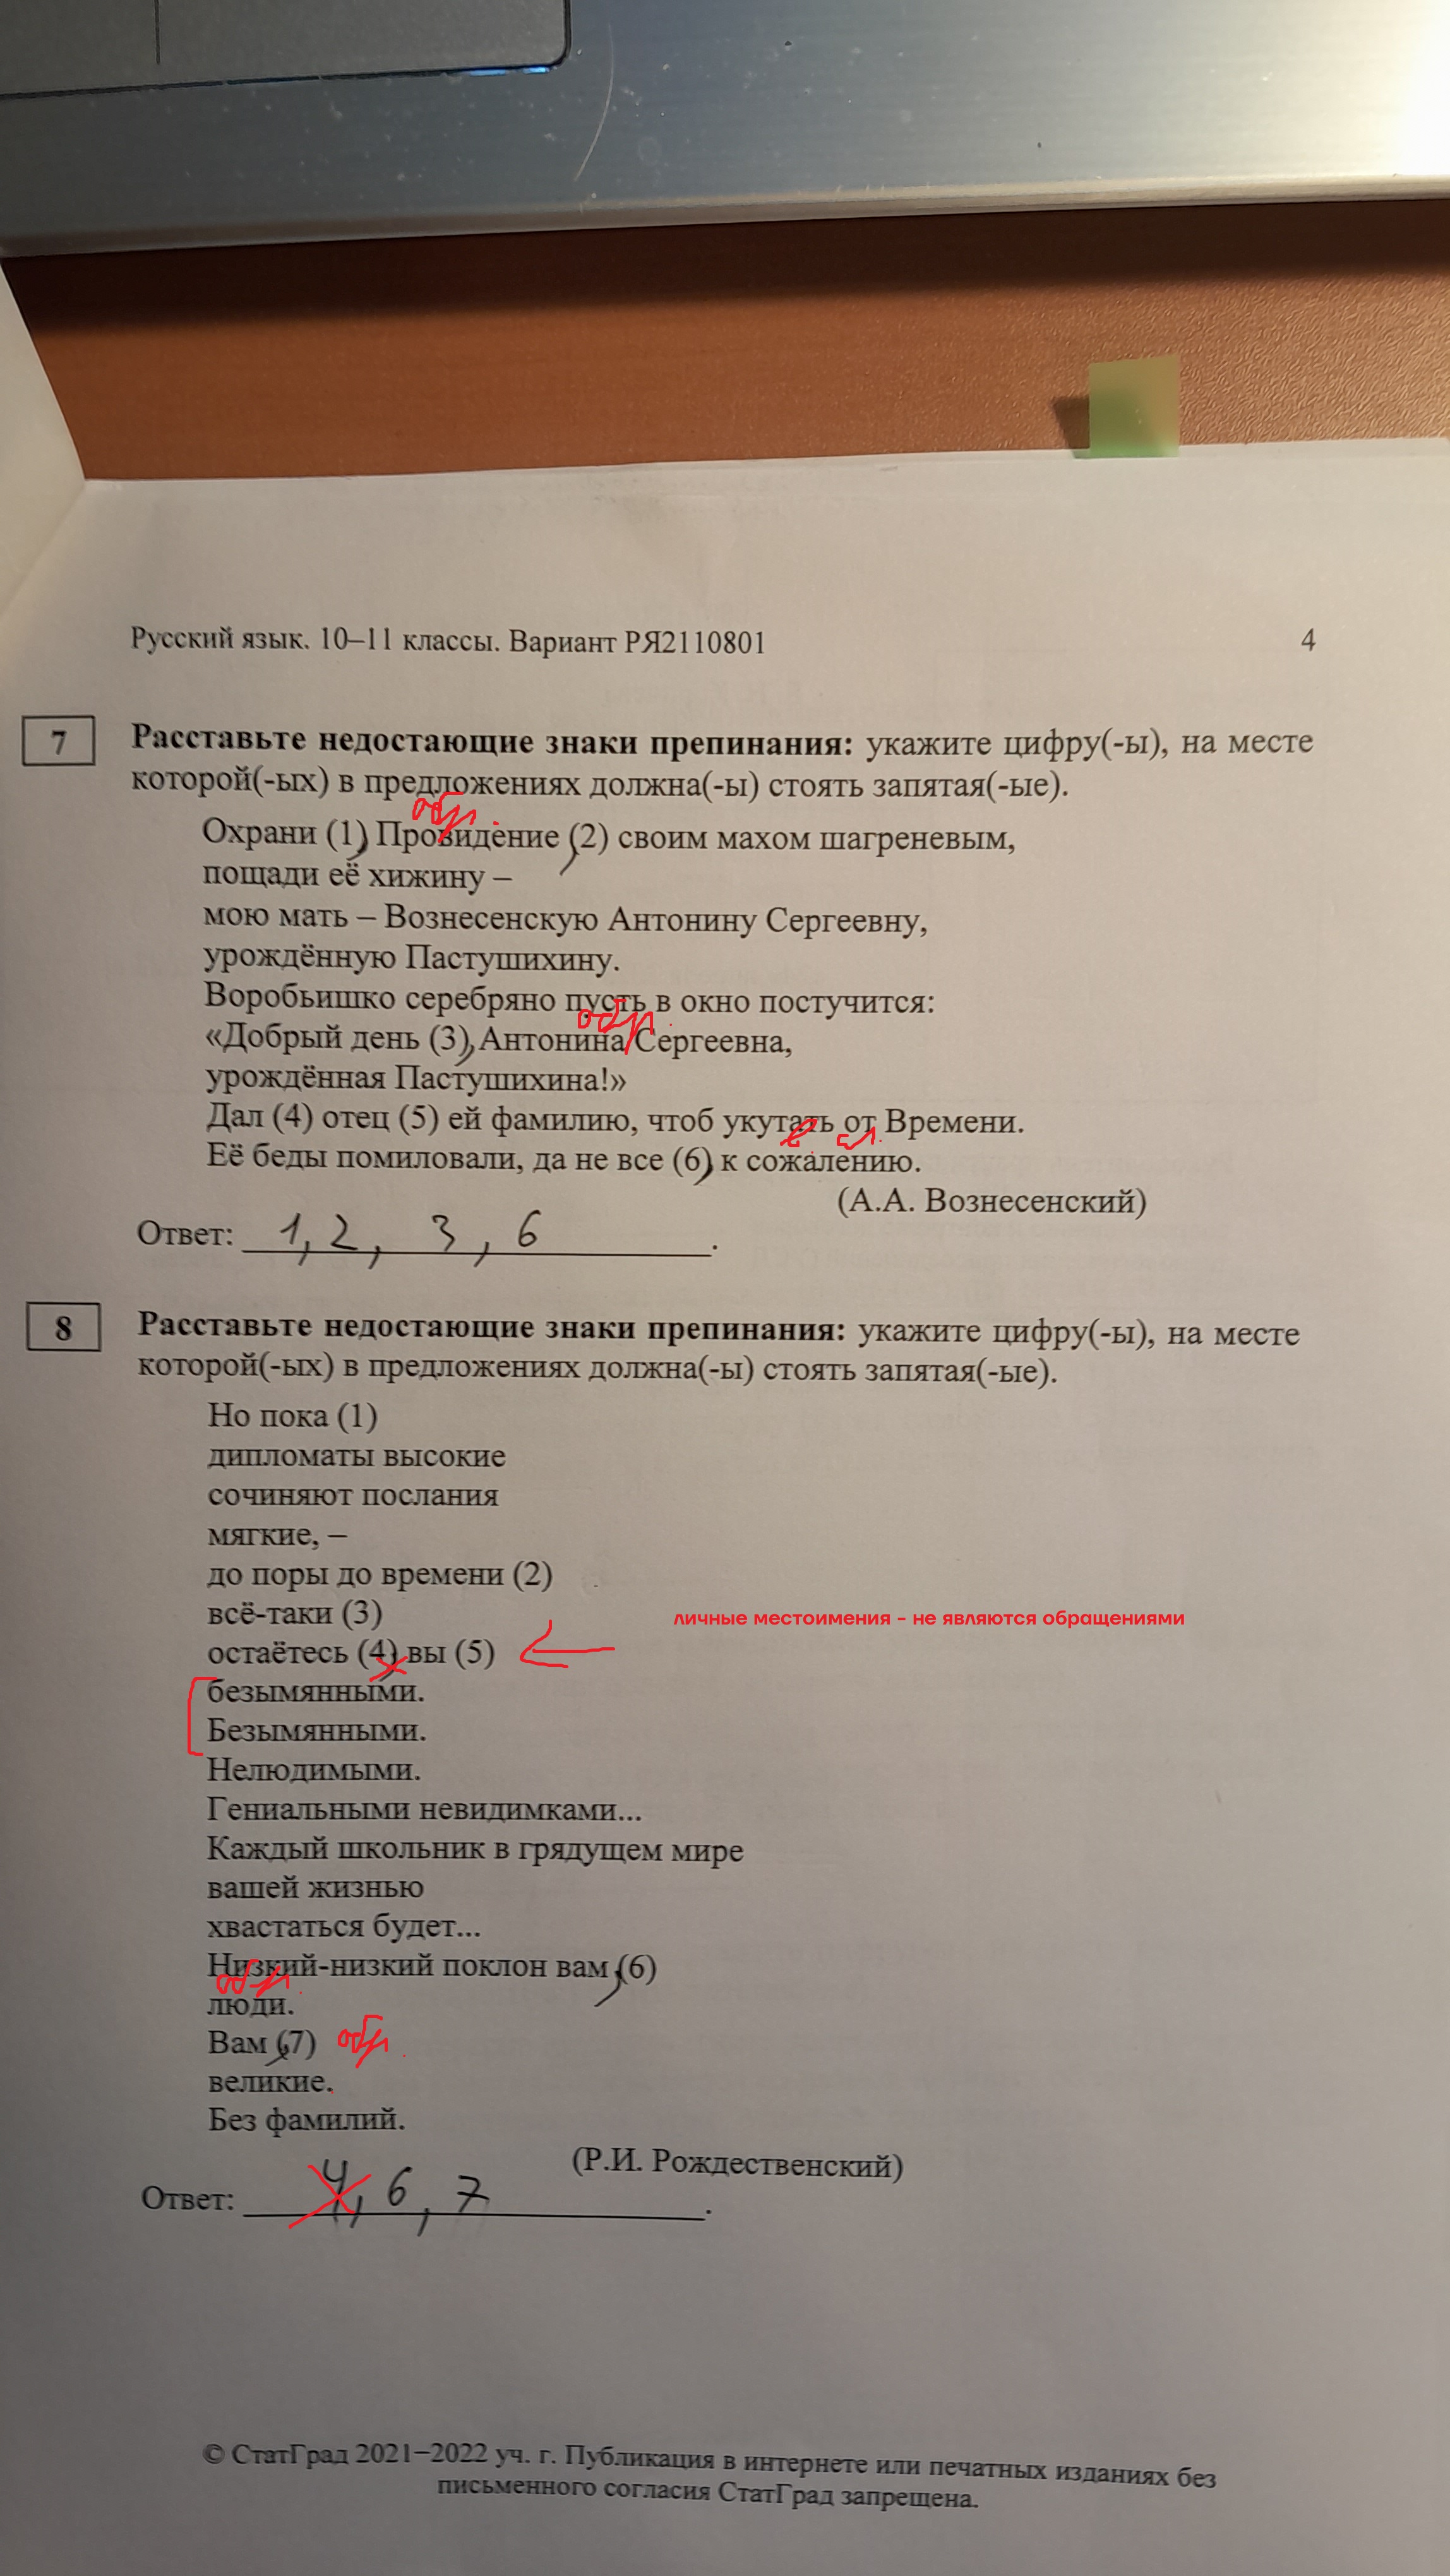 Русский язык. 10–11 классы. Вариант РЯ2110801 4
7 Расставьте недостающие знаки препинания: укажите цифру(-ы), на месте
которой(-ых) в предложениях должна(-ы) стоять запятая(-ые).
обр.
Охрани (1), Провидение (2), своим махом шагреневым,
пощади её хижину –
мою мать – Вознесенскую Антонину Сергеевну,
урождённую Пастушихину.
Воробьишко серебряно пусть в окно постучится:
обр.
«Добрый день (3), Антонина Сергеевна,
урождённая Пастушихина!»
Дал (4) отец (5) ей фамилию, чтоб укутать от Времени.
в сл.
Её беды помиловали, да не все (6), к сожалению.
(А.А. Вознесенский)
Ответ: 1, 2, 3, 6.
8 Расставьте недостающие знаки препинания: укажите цифру(-ы), на месте
которой(-ых) в предложениях должна(-ы) стоять запятая(-ые).
Но пока (1)
дипломаты высокие
сочиняют послания
мягкие, –
до поры до времени (2)
всё-таки (3)
личные местоимения - не являются обращениями
остаётесь (4), вы (5)
безымянными.
Безымянными.
Нелюдимыми.
Гениальными невидимками...
Каждый школьник в грядущем мире
вашей жизнью
хвастаться будет...
Низкий-низкий поклон вам, (6)
обр.
люди.
Вам, (7) обр.
великие.
Без фамилий.
(Р.И. Рождественский)
Ответ: 4, 6, 7.
© СтатГрад 2021−2022 уч. г. Публикация в интернете или печатных изданиях без
письменного согласия СтатГрад запрещена.